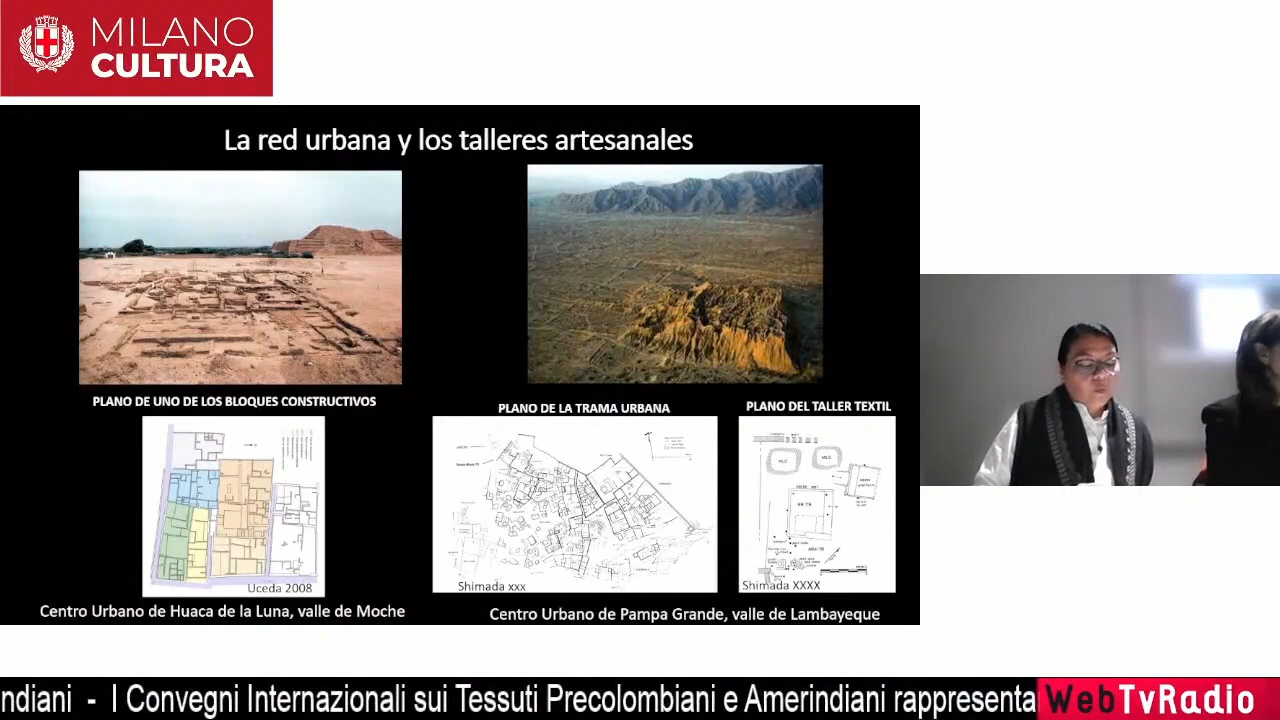 MILANO
CULTURA
La red urbana y los talleres artesanales
PLANO DE UNO DE LOS BLOQUES CONSTRUCTIVOS
PLANO DE LA TRAMA URBANA
PLANO DEL TALLER TEXTIL
Uceda 2008
Shimada xxx
Shimada XXXX
Centro Urbano de Huaca de la Luna, valle de Moche
Centro Urbano de Pampa Grande, valle de Lambayeque
ndiani - I Convegni Internazionali sui Tessuti Precolombiani e Amerindiani rappresenta
WebTvRadio